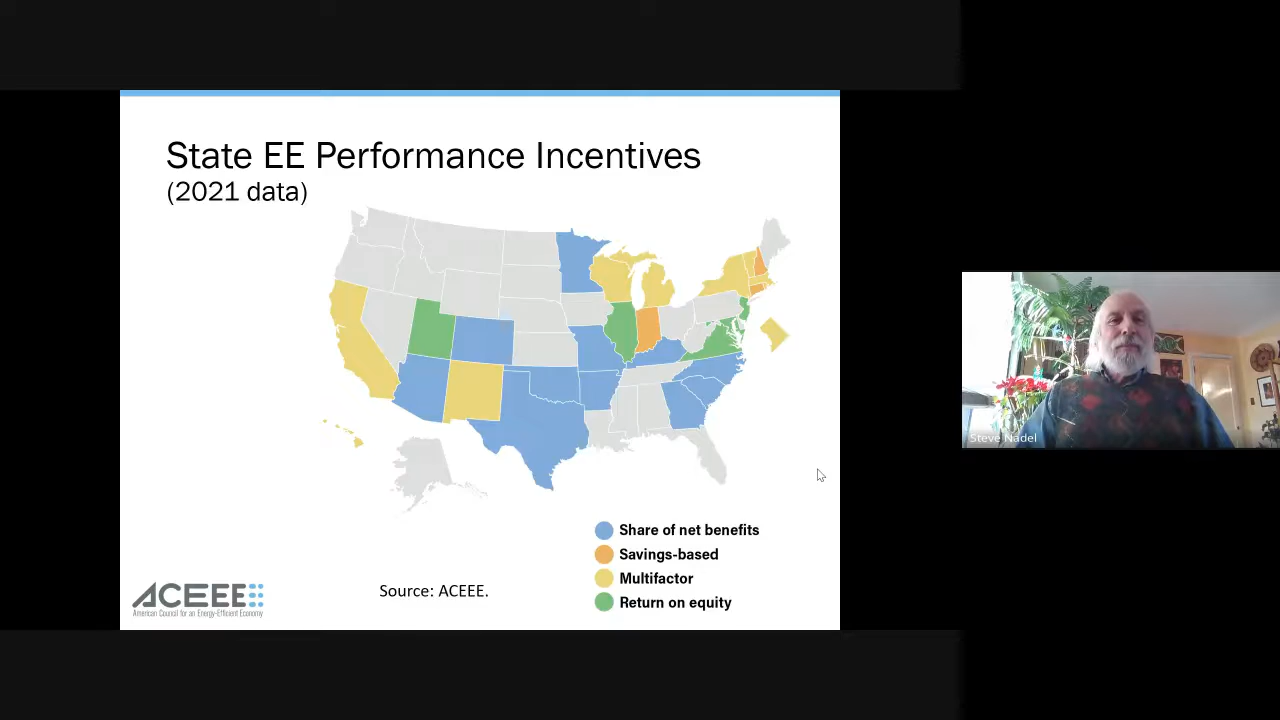 State EE Performance Incentives
(2021 data)
Share of net benefits
Savings-based
Multifactor
Return on equity
Source: ACEEE.
ACEEE
American Council for an Energy-Efficient Economy
Steve Nadel